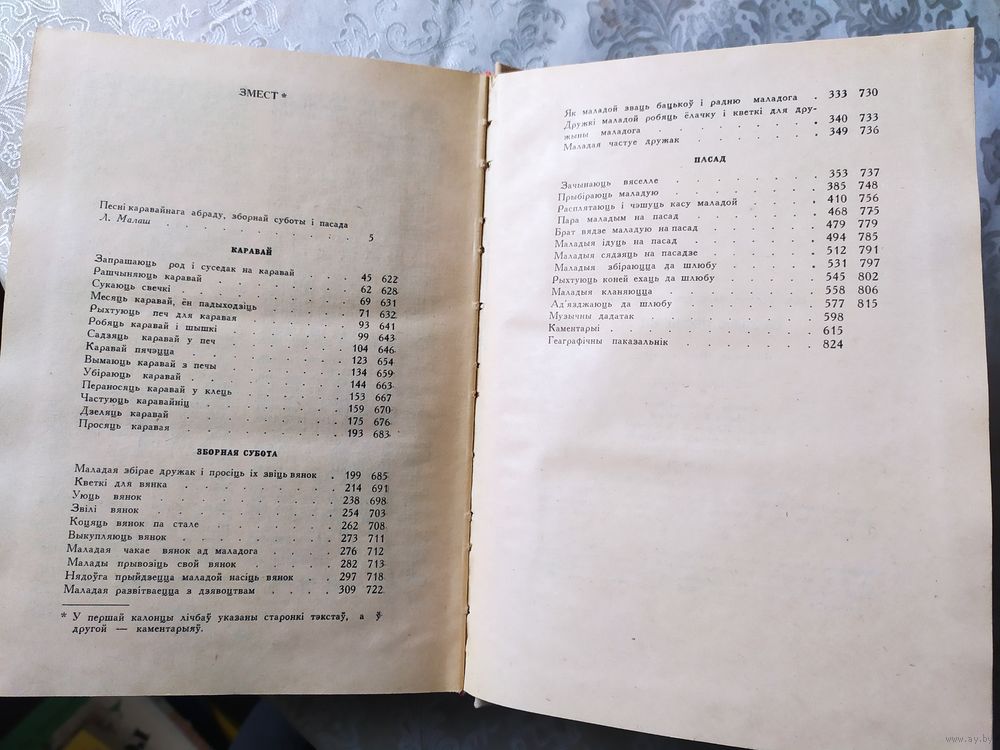 ЗМЕСТ *
Песні каравайнага абраду, зборнай суботы і пасада
Л. Малаш . . . . . . . . . 5
КАРАВАЙ
Запрашаюць род і суседак на каравай . . . 45 622
Рашчыняюць каравай . . . . . . . 62 628
Сукаюць свечкі . . . . . . . . 69 631
Месяць каравай, ён падыходзіць . . . . 71 632
Рыхтуюць печ для каравая . . . . . 93 641
Робяць каравай і шышкі . . . . . . 99 643
Садзяць каравай у печ . . . . . . 104 646
Каравай пячэцца . . . . . . . 123 654
Вымаюць каравай з печы . . . . . 134 659
Убіраюць каравай . . . . . . . 144 663
Пераносяць каравай у клець . . . . . 153 667
Частуюць каравайніц . . . . . . 159 670
Дзеляць каравай . . . . . . . 175 676
Просяць каравая . . . . . . . 193 683
ЗБОРНАЯ СУБОТА
Маладая збірае дружак і просіць іх звіць вянок . 199 685
Кветкі для вянка . . . . . . . 214 691
Уюць вянок . . . . . . . . 238 698
Звілі вянок . . . . . . . . 254 703
Коцяць вянок па стале . . . . . . 262 708
Выкупляюць вянок . . . . . . . 273 711
Маладая чакае вянок ад маладога . . . . 276 712
Малады прывозіць свой вянок . . . . . 282 713
Нядоўга прыйдзецца маладой насіць вянок . . 297 718
Маладая развітваецца з дзявоцтвам . . . . 309 722
* У першай калонцы лічбаў указаны старонкі тэкстаў, а ў
другой — каментарыяў.
Як маладой зваць бацькоў і радню маладога . 333 730
Дружкі маладой робяць ёлачку і кветкі для дру-
жыны маладога . . . . . . . 340 733
Маладая частуе дружак . . . . . . 349 736
ПАСАД
Зачынаюць вяселле . . . . . . . 353 737
Прыбіраюць маладую . . . . . . . 385 748
Расплятаюць і чэшуць касу маладой . . . . 410 756
Пара маладым на пасад . . . . . . 468 775
Брат вядзе маладую на пасад . . . . . 479 779
Маладыя ідуць на пасад . . . . . . 494 785
Маладыя сядзяць на пасадзе . . . . . 512 791
Маладыя збіраюцца да шлюбу . . . . . 531 797
Рыхтуюць коней ехаць да шлюбу . . . . 545 802
Маладыя кланяюцца . . . . . . . 558 806
Ад'язджаюць да шлюбу . . . . . . 577 815
Музычны дадатак . . . . . . . 598
Каментарыі . . . . . . . . 615
Геаграфічны паказальнік . . . . . . 824
www.ay.by